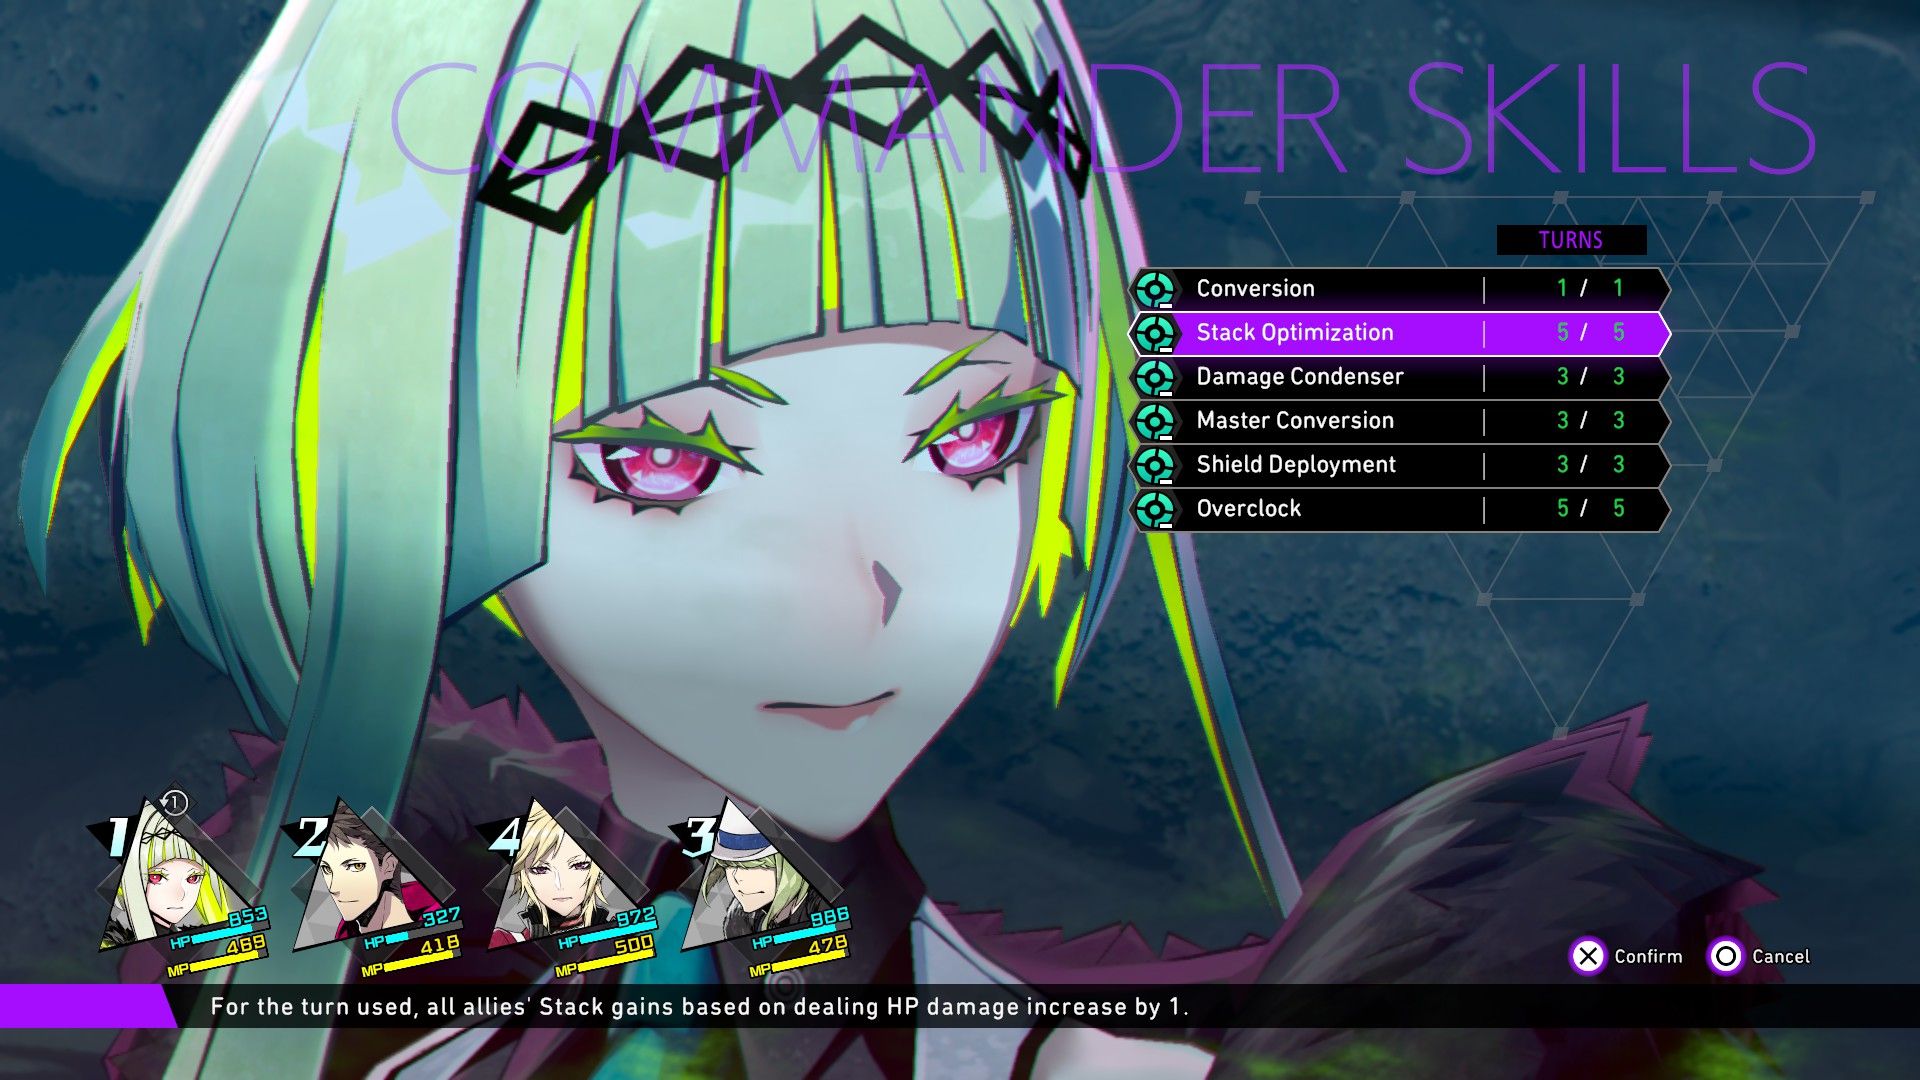 COMMANDER SKILLS
TURNS
Conversion 1 / 1
Stack Optimization 5 / 5
Damage Condenser 3 / 3
Master Conversion 3 / 3
Shield Deployment 3 / 3
Overclock 5 / 5
1 1
HP 853
MP 469
2
HP 327
MP 418
4
HP 972
MP 500
3
HP 986
MP 478
Confirm Cancel
For the turn used, all allies' Stack gains based on dealing HP damage increase by 1.